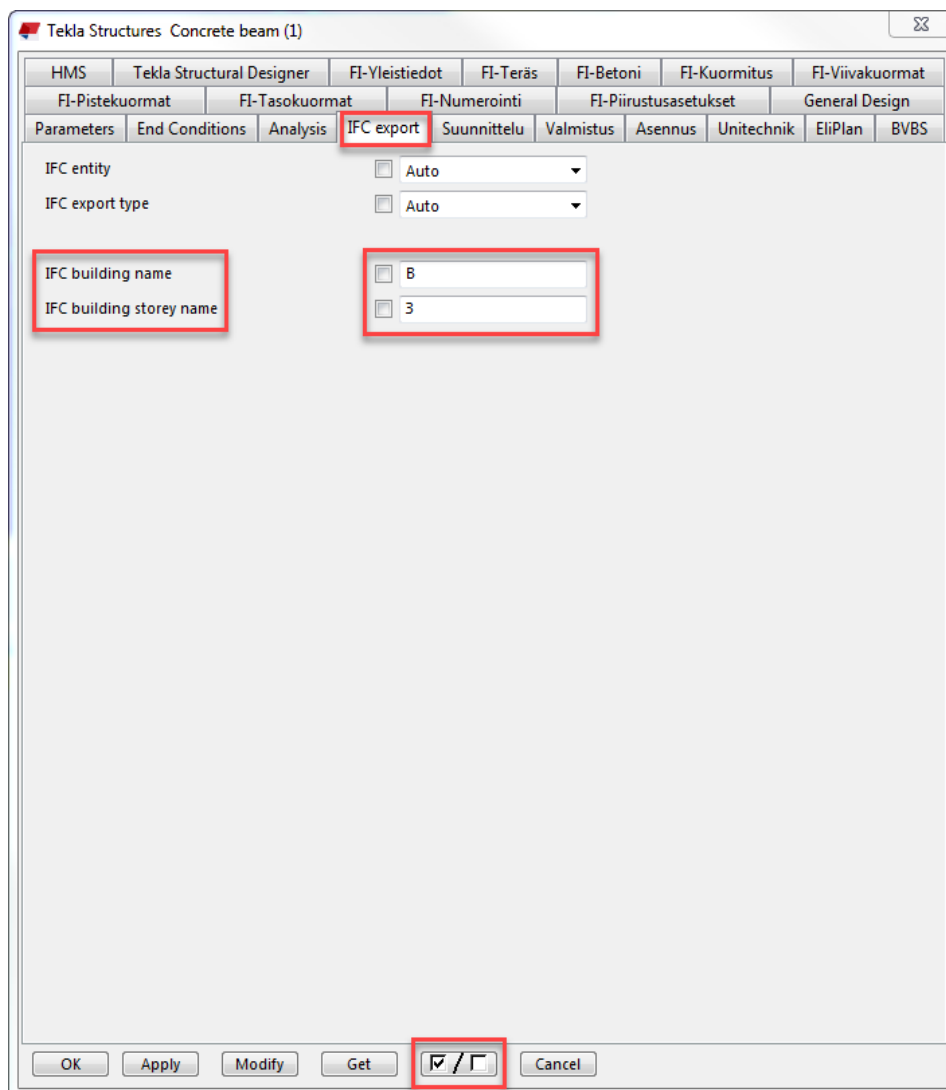 Tekla Structures  Concrete beam (1)
HMS Tekla Structural Designer FI-Yleistiedot FI-Teräs FI-Betoni FI-Kuormitus FI-Viivakuormat
FI-Pistekuormat FI-Tasokuormat FI-Numerointi FI-Piirustusasetukset General Design
Parameters End Conditions Analysis IFC export Suunnittelu Valmistus Asennus Unitechnik EliPlan BVBS
IFC entity Auto
IFC export type Auto
IFC building name B
IFC building storey name 3
OK Apply Modify Get / Cancel